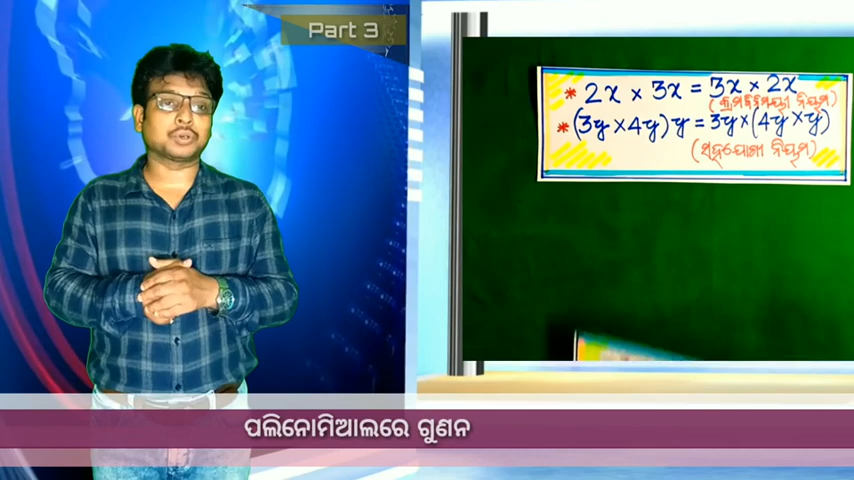 Part 3
* 2x × 3x = 3x × 2x
(କ୍ରମବିନିମୟୀ ନିୟମ)
* (3y × 4y) y = 3y × (4y × y)
(ସହଯୋଗୀ ନିୟମ)
ପଲିନୋମିଆଲରେ ଗୁଣନ